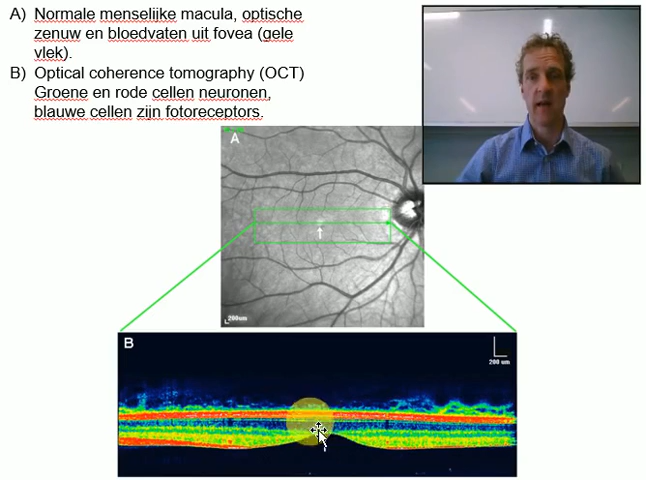 A) Normale menselijke macula, optische
zenuw en bloedvaten uit fovea (gele
vlek).
B) Optical coherence tomography (OCT)
Groene en rode cellen neuronen,
blauwe cellen zijn fotoreceptors.
A
200um
B
200 um